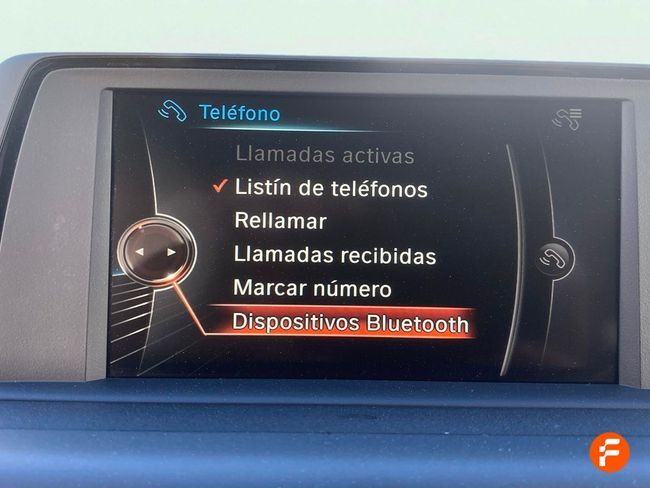 Teléfono
Llamadas activas
Listín de teléfonos
Rellamar
Llamadas recibidas
Marcar número
Dispositivos Bluetooth